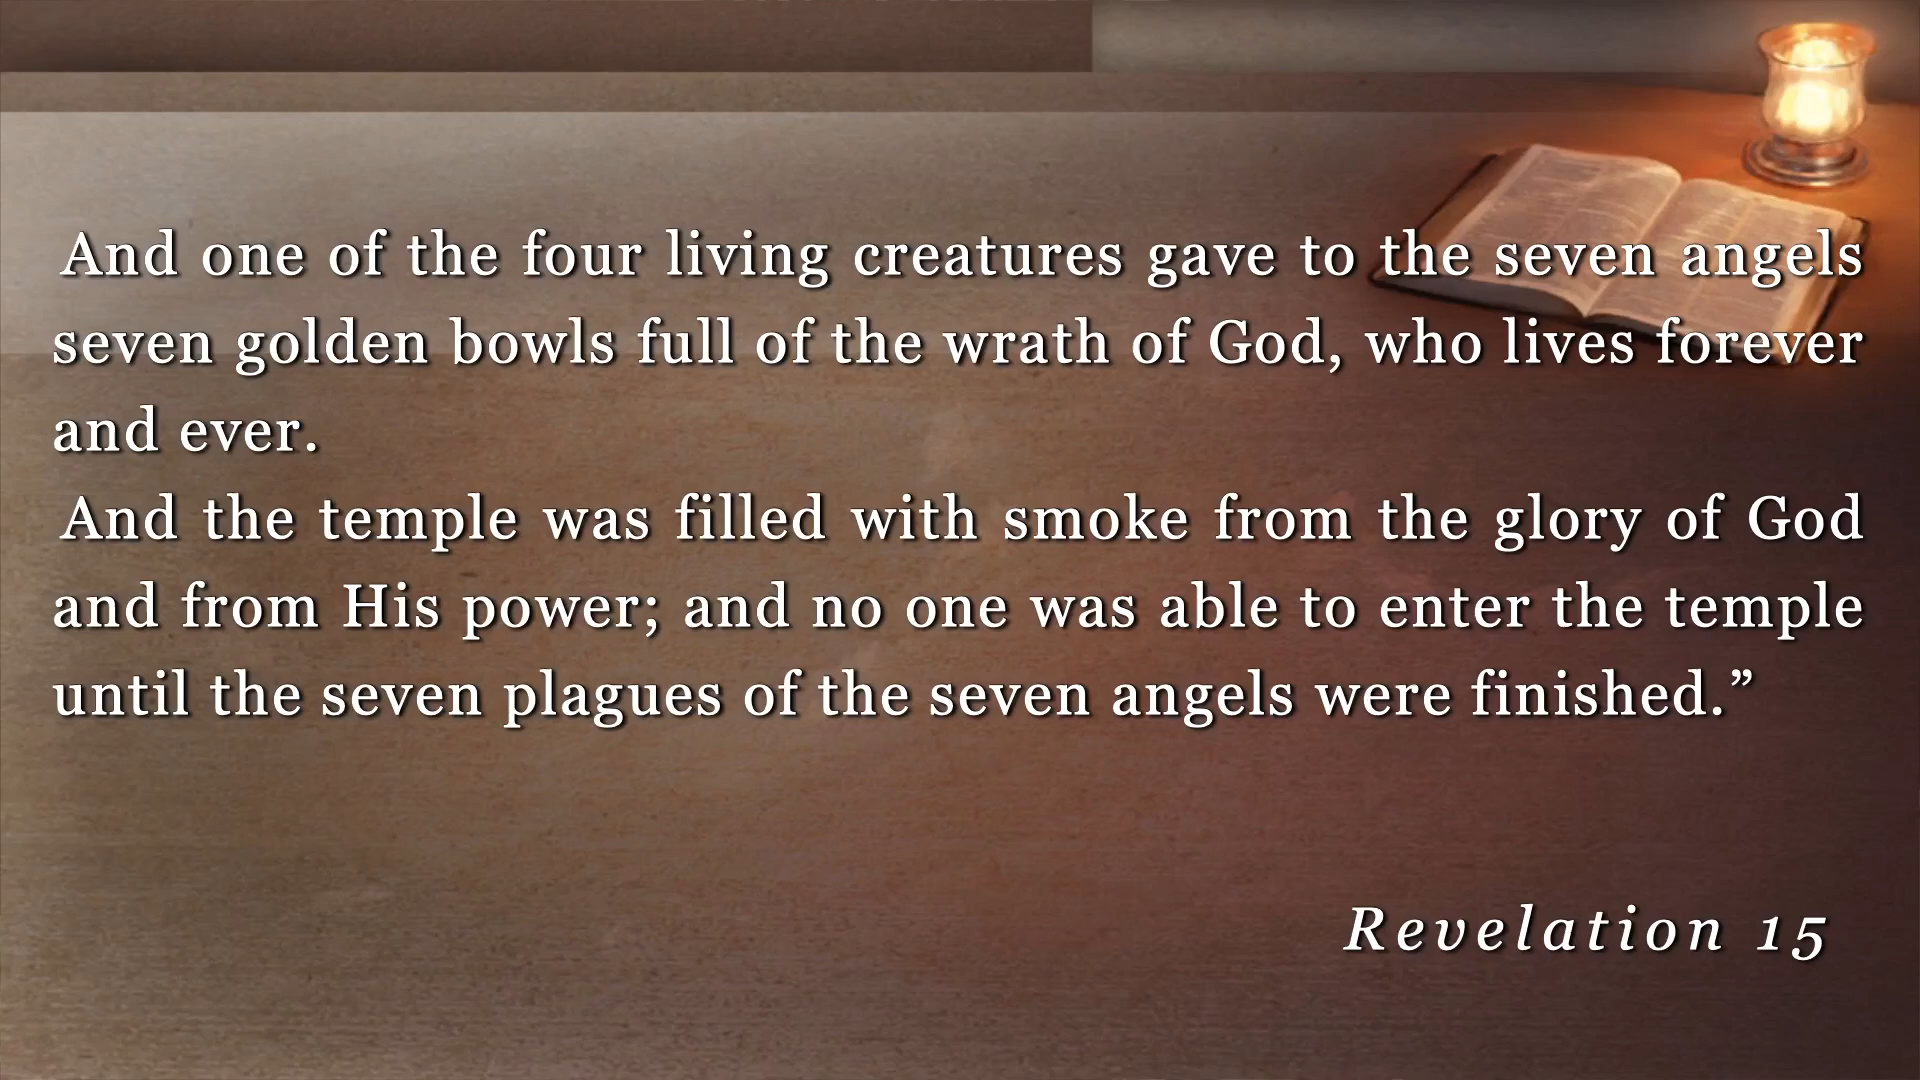 And one of the four living creatures gave to the seven angels
seven golden bowls full of the wrath of God, who lives forever
and ever.
And the temple was filled with smoke from the glory of God
and from His power; and no one was able to enter the temple
until the seven plagues of the seven angels were finished.”
Revelation 15